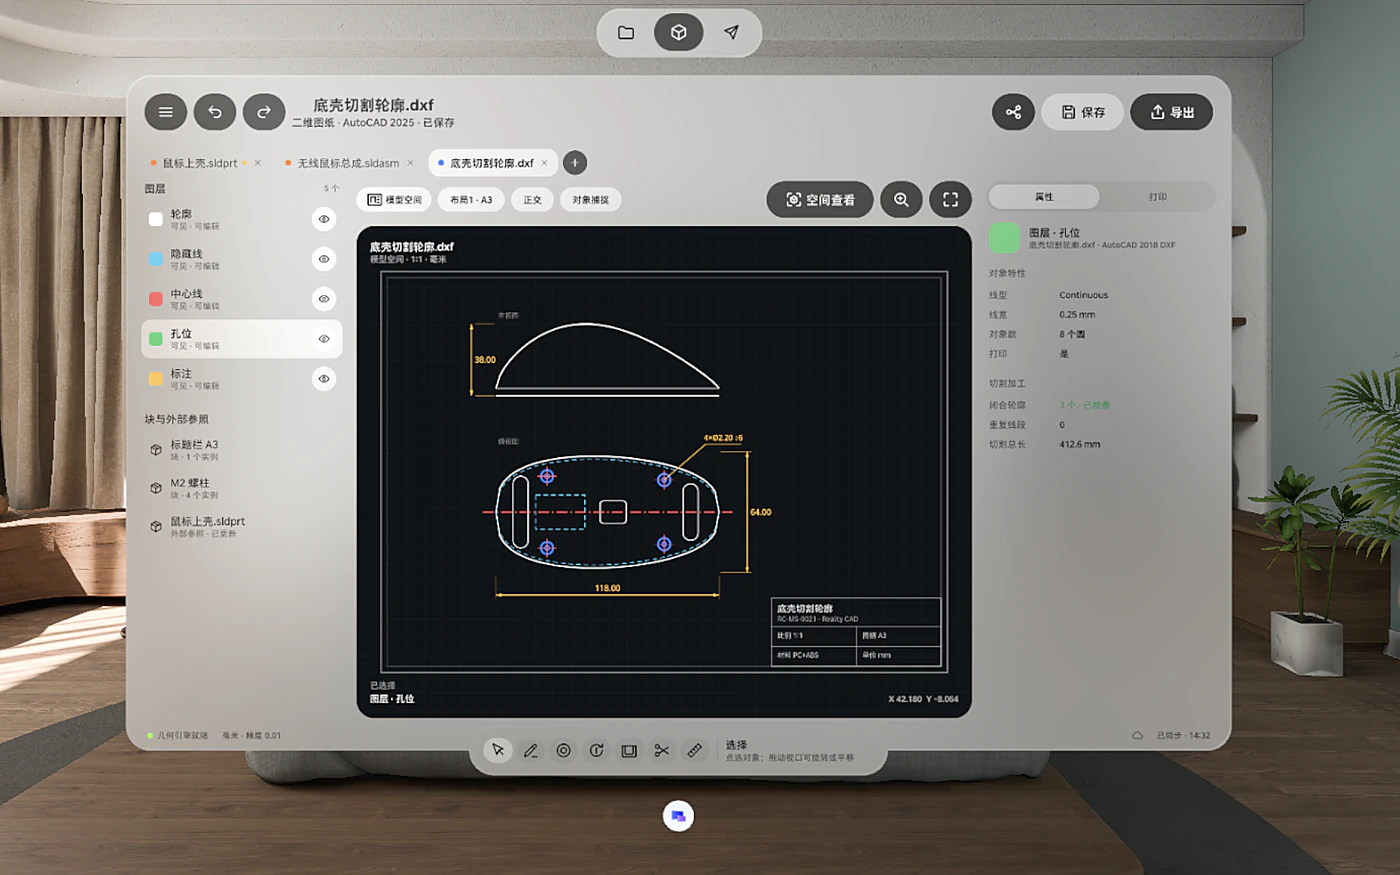 底壳切割轮廓.dxf
二维图纸 · AutoCAD 2025 · 已保存
保存
导出
鼠标上壳.sldprt
无线鼠标总成.sldasm
底壳切割轮廓.dxf
图层
5 个
轮廓
可见 · 可编辑
隐藏线
可见 · 可编辑
中心线
可见 · 可编辑
孔位
可见 · 可编辑
标注
可见 · 可编辑
块与外部参照
标题栏 A3
块 · 1 个实例
M2 螺柱
块 · 4 个实例
鼠标上壳.sldprt
外部参照 · 已更新
模型空间
布局1 · A3
正交
对象捕捉
空间查看
底壳切割轮廓.dxf
模型空间 · 1:1 · 毫米
38.00
俯视图
4×Ø2.20
64.00
118.00
底壳切割轮廓
RC-MS-0021 · Reality CAD
比例 1:1
图幅 A3
材料 PC+ABS
单位 mm
已选择
图层 · 孔位
X 42.180 Y -8.064
属性
打印
图层 · 孔位
底壳切割轮廓.dxf · AutoCAD 2018 DXF
对象特性
线型
Continuous
线宽
0.25 mm
对象数
8 个圆
打印
是
切割加工
闭合轮廓
3 个 · 已检查
重复线段
0
切割总长
412.6 mm
几何引擎就绪
毫米 · 精度 0.01
选择
点选对象；拖动视口可旋转或平移
已同步 · 14:32